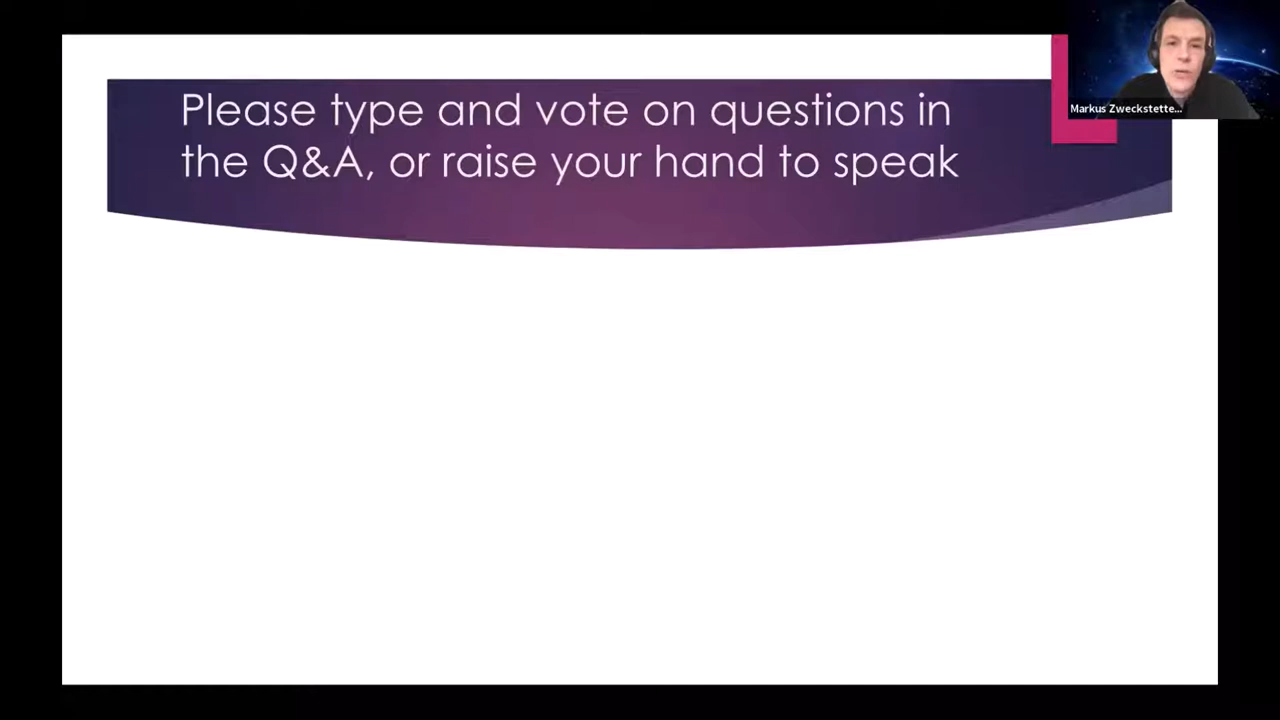 Please type and vote on questions in
the Q&A, or raise your hand to speak
Markus Zweckstette...